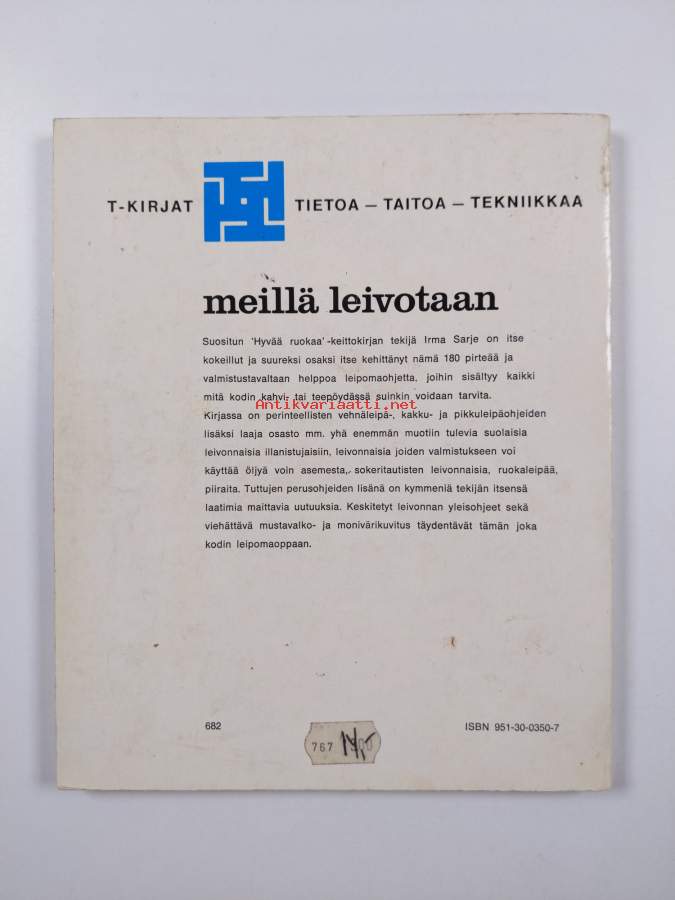 T-KIRJAT TIETOA — TAITOA — TEKNIIKKAA
meillä leivotaan
Suositun 'Hyvää ruokaa' -keittokirjan tekijä Irma Sarje on itse
kokeillut ja suureksi osaksi itse kehittänyt nämä 180 pirteää ja
valmistustavaltaan helppoa leipomaohjetta, joihin sisältyy kaikki
mitä kodin kahvi- tai teepöydässä suinkin voidaan tarvita.
Antikvariaatti.net
Kirjassa on perinteellisten vehnäleipä-, kakku- ja pikkuleipäohjeiden
lisäksi laaja osasto mm. yhä enemmän muotiin tulevia suolaisia
leivonnaisia illanistujaisiin, leivonnaisia joiden valmistukseen voi
käyttää öljyä voin asemesta, sokeritautisten leivonnaisia, ruokaleipää,
piiraita. Tuttujen perusohjeiden lisänä on kymmeniä tekijän itsensä
laatimia maittavia uutuuksia. Keskitetyt leivonnan yleisohjeet sekä
viehättävä mustavalko- ja monivärikuvitus täydentävät tämän joka
kodin leipomaoppaan.
682
ISBN 951-30-0350-7
767